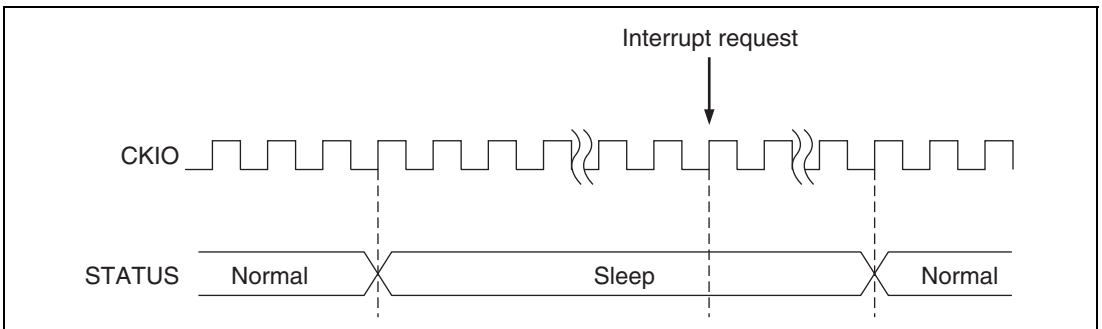 Interrupt request
CKIO
STATUS
Normal
Sleep
Normal